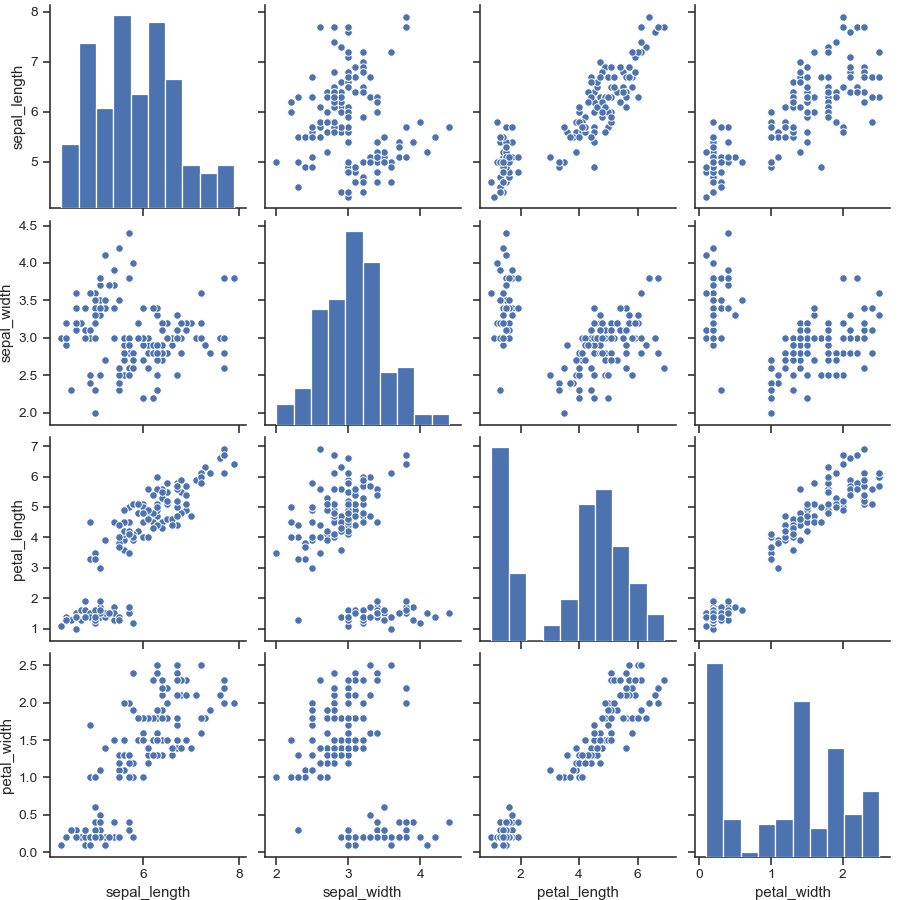 8
7
6
5
sepal_length
4.5
4.0
3.5
3.0
2.5
2.0
sepal_width
7
6
5
4
3
2
1
petal_length
2.5
2.0
1.5
1.0
0.5
0.0
petal_width
6 8
2 3 4
2 4 6
0 1 2
sepal_length
sepal_width
petal_length
petal_width